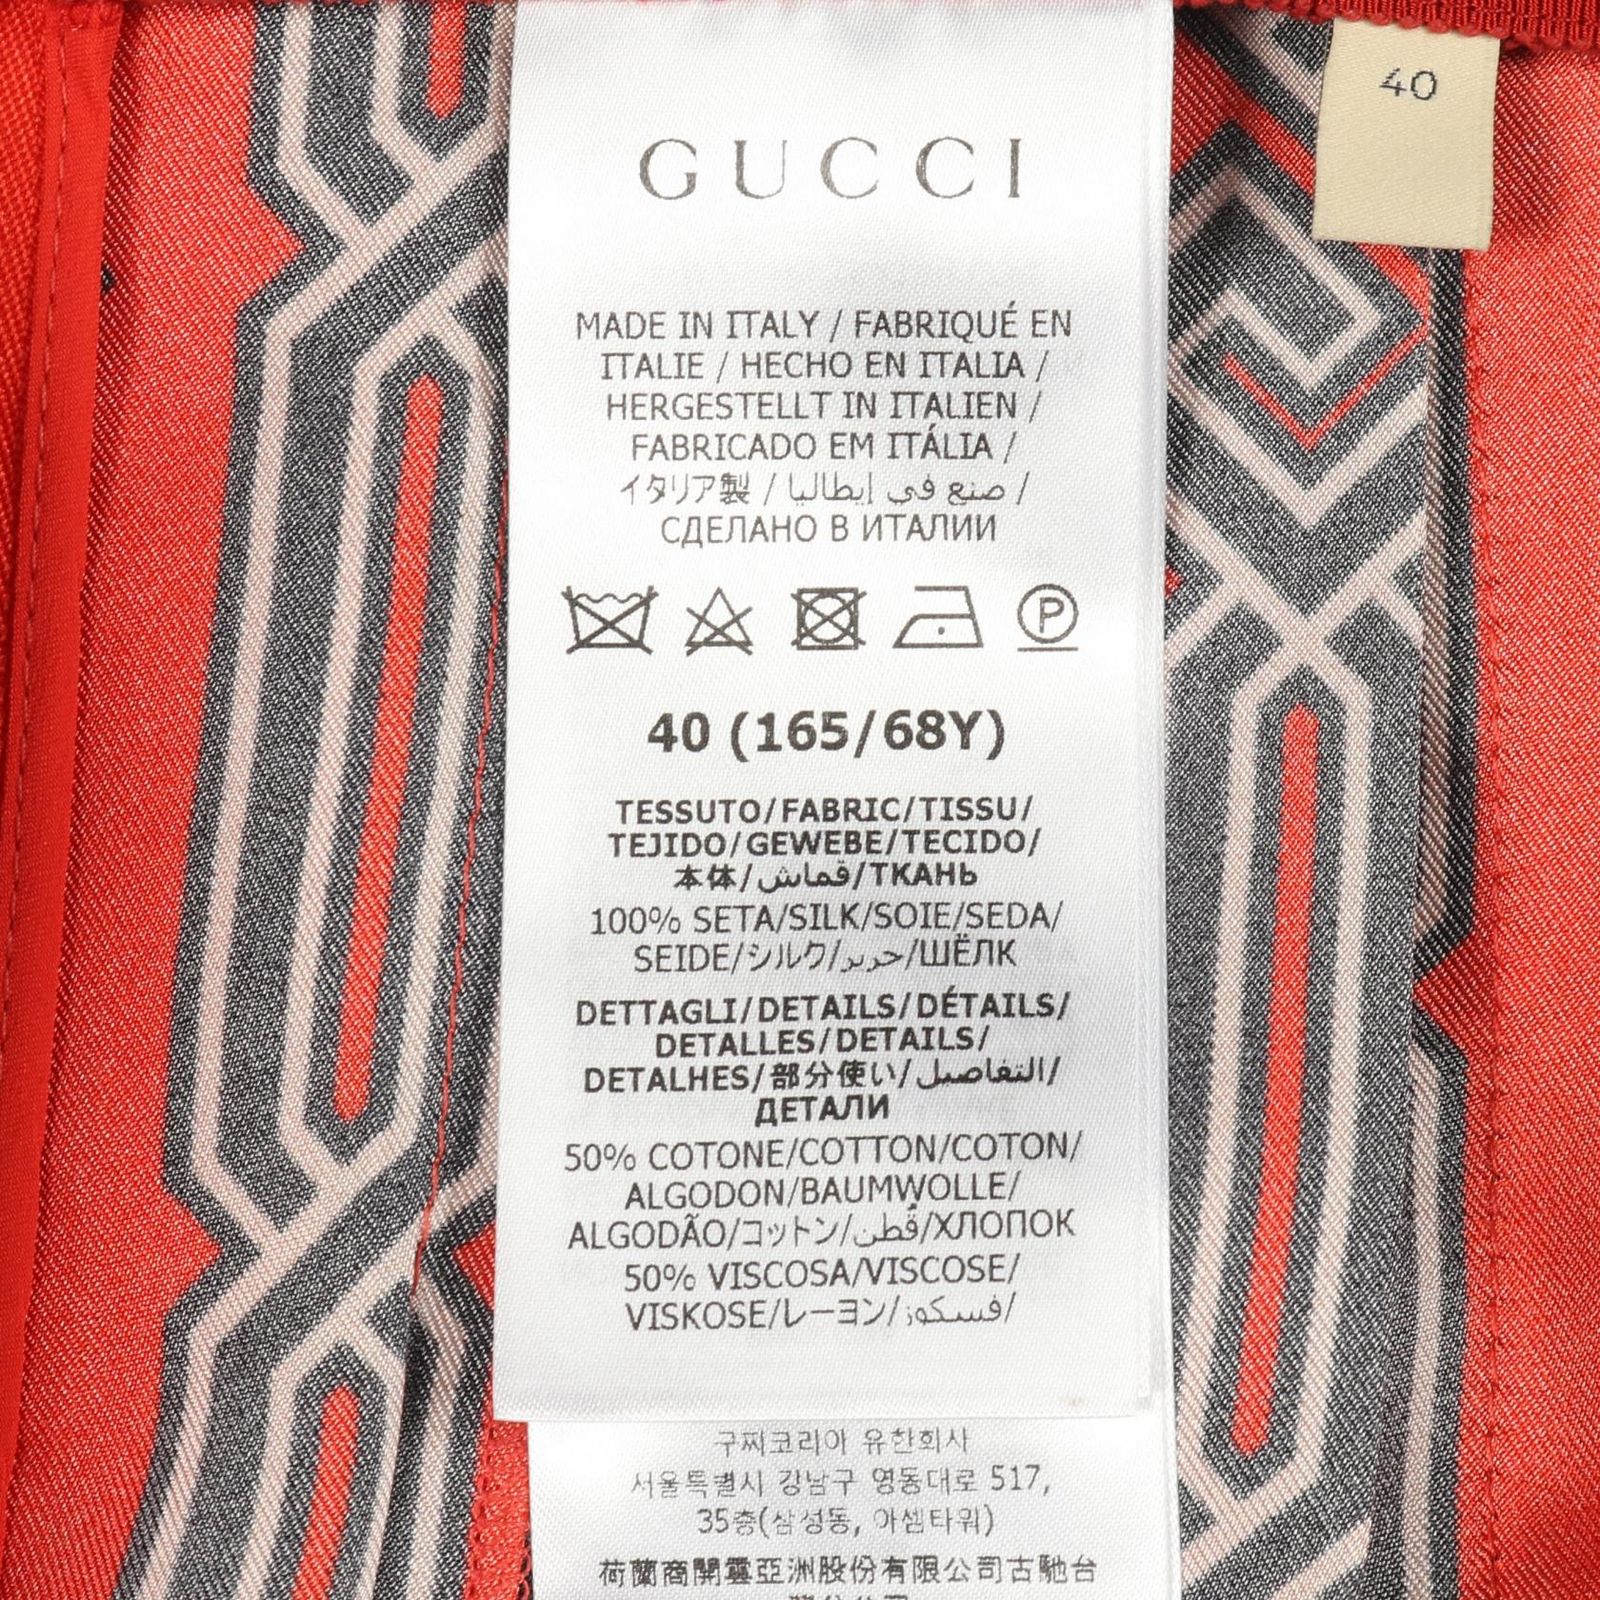 GUCCI
40
MADE IN ITALY / FABRIQUÉ EN
ITALIE / HECHO EN ITALIA /
HERGESTELLT IN ITALIEN /
FABRICADO EM ITÁLIA /
イタリア製 / صنع في إيطاليا /
СДЕЛАНО В ИТАЛИИ
P
40 (165/68Y)
TESSUTO/FABRIC/TISSU/
TEJIDO/GEWEBE/TECIDO/
本体/قماش/ТКАНЬ
100% SETA/SILK/SOIE/SEDA/
SEIDE/シルク/حرير/ШЁЛК
DETTAGLI/DETAILS/DÉTAILS/
DETALLES/DETAILS/
DETALHES/部分使い/التفاصيل/
ДЕТАЛИ
50% COTONE/COTTON/COTON/
ALGODON/BAUMWOLLE/
ALGODÃO/コットン/قطن/ХЛОПОК
50% VISCOSA/VISCOSE/
VISKOSE/レーヨン/فسكوز/
구찌코리아 유한회사
서울특별시 강남구 영동대로 517,
35층(삼성동, 아셈타워)
荷蘭商開雲亞洲股份有限公司古馳台